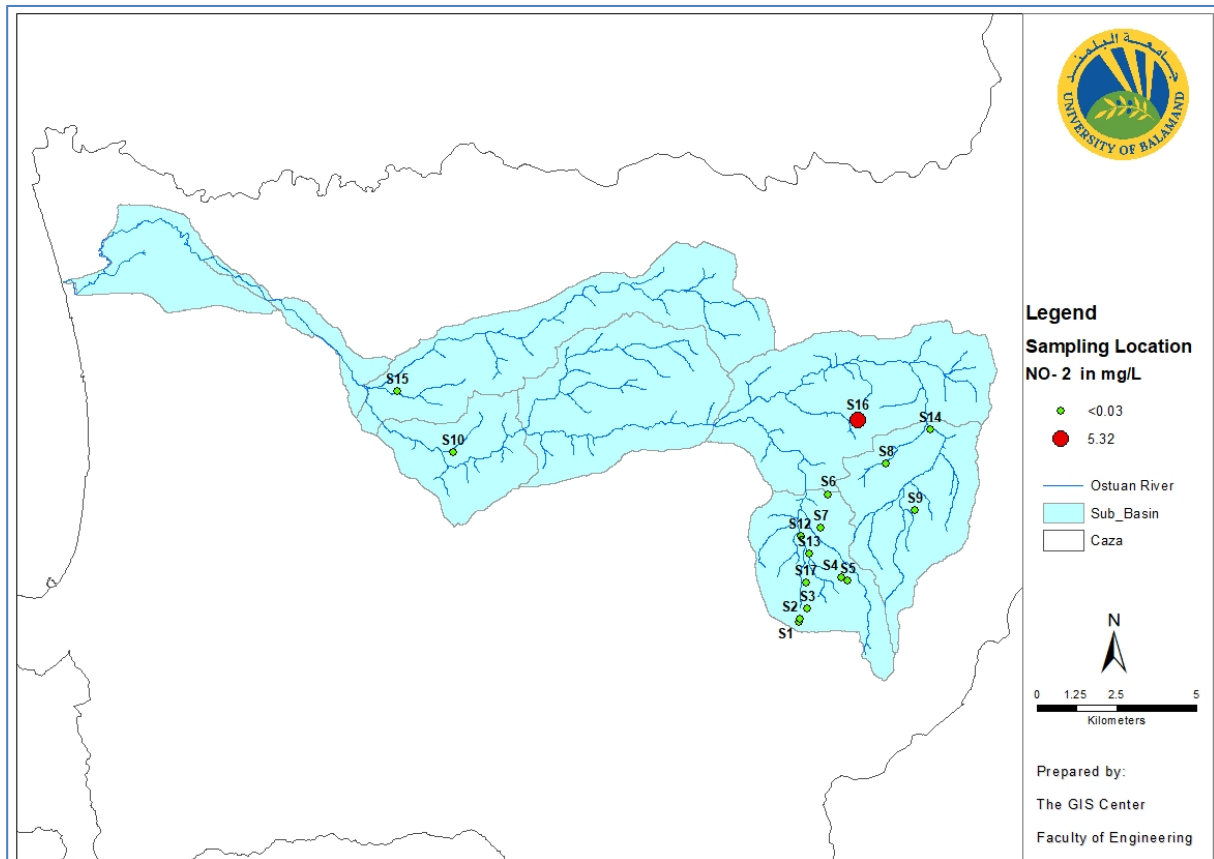 جامعة البلمند
UNIVERSITY OF BALAMAND
S15
S10
S16
S14
S8
S6
S9
S7
S12
S13
S4
S5
S17
S3
S2
S1
Legend
Sampling Location
NO- 2 in mg/L
<0.03
5.32
Ostuan River
Sub_Basin
Caza
N
0 1.25 2.5 5
Kilometers
Prepared by:
The GIS Center
Faculty of Engineering